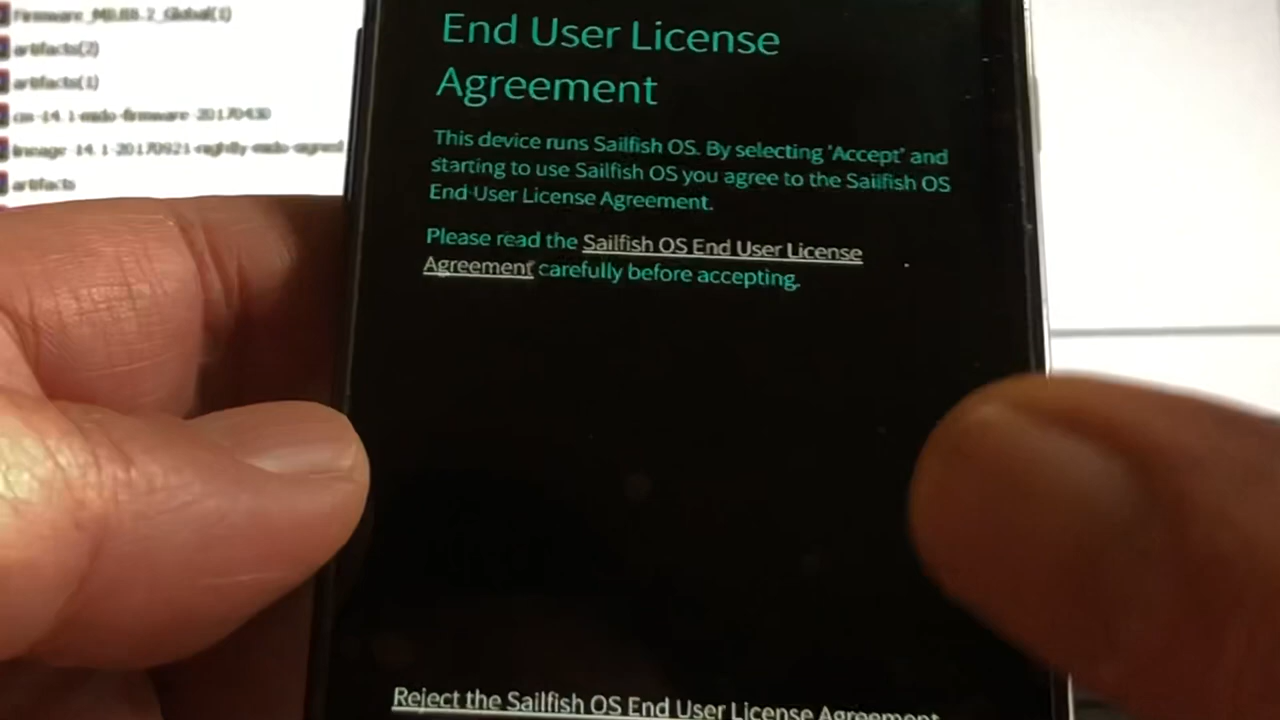 artifacts(2)
artifacts(1)
artifacts
End User License
Agreement
This device runs Sailfish OS. By selecting 'Accept' and
starting to use Sailfish OS you agree to the Sailfish OS
End User License Agreement.
Please read the Sailfish OS End User License
Agreement carefully before accepting.
Reject the Sailfish OS End User License Agreement